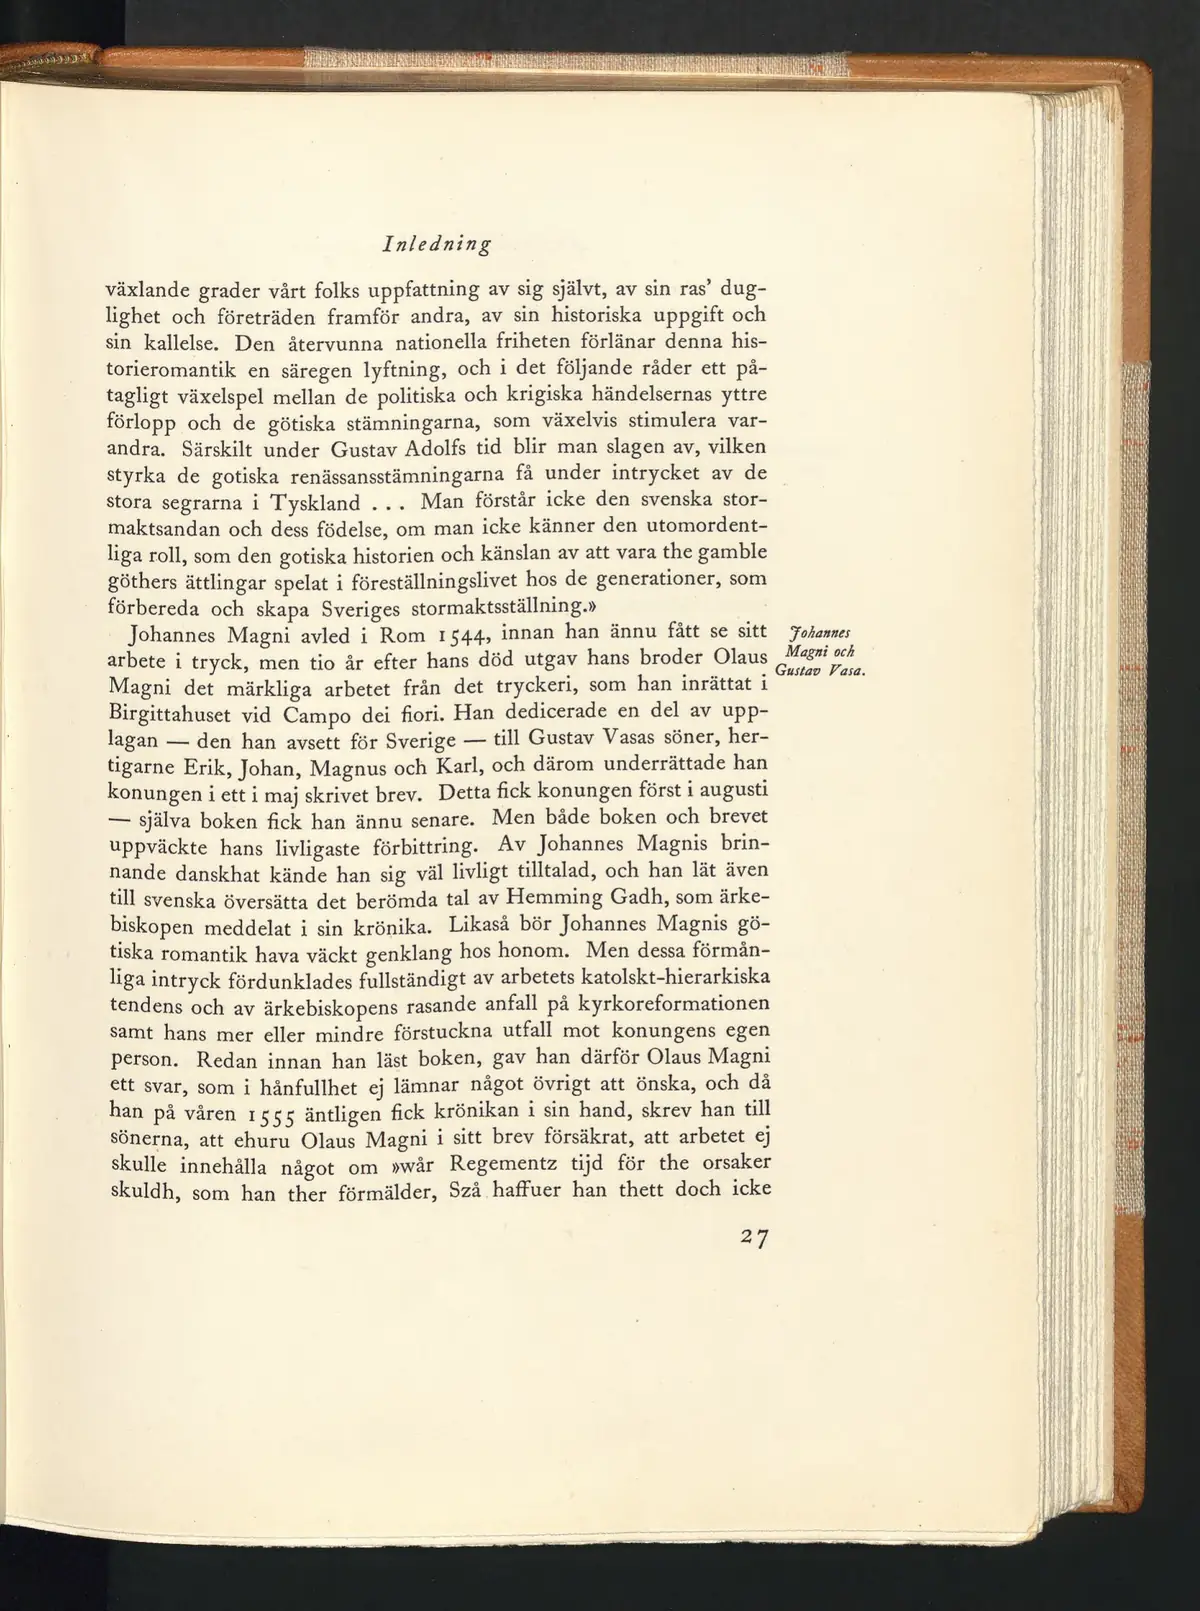 Inledning
växlande grader vårt folks uppfattning av sig självt, av sin ras’ dug-
lighet och företräden framför andra, av sin historiska uppgift och
sin kallelse. Den återvunna nationella friheten förlänar denna his-
torieromantik en säregen lyftning, och i det följande råder ett på-
tagligt växelspel mellan de politiska och krigiska händelsernas yttre
förlopp och de götiska stämningarna, som växelvis stimulera var-
andra. Särskilt under Gustav Adolfs tid blir man slagen av, vilken
styrka de gotiska renässansstämningarna få under intrycket av de
stora segrarna i Tyskland . . . Man förstår icke den svenska stor-
maktsandan och dess födelse, om man icke känner den utomordent-
liga roll, som den gotiska historien och känslan av att vara the gamble
göthers ättlingar spelat i föreställningslivet hos de generationer, som
förbereda och skapa Sveriges stormaktsställning.»
Johannes Magni avled i Rom 1544, innan han ännu fått se sitt
arbete i tryck, men tio år efter hans död utgav hans broder Olaus
Magni det märkliga arbetet från det tryckeri, som han inrättat i
Birgittahuset vid Campo dei fiori. Han dedicerade en del av upp-
lagan — den han avsett för Sverige — till Gustav Vasas söner, her-
tigarne Erik, Johan, Magnus och Karl, och därom underrättade han
konungen i ett i maj skrivet brev. Detta fick konungen först i augusti
— själva boken fick han ännu senare. Men både boken och brevet
uppväckte hans livligaste förbittring. Av Johannes Magnis brin-
nande danskhat kände han sig väl livligt tilltalad, och han lät även
till svenska översätta det berömda tal av Hemming Gadh, som ärke-
biskopen meddelat i sin krönika. Likaså bör Johannes Magnis gö-
tiska romantik hava väckt genklang hos honom. Men dessa förmån-
liga intryck fördunklades fullständigt av arbetets katolskt-hierarkiska
tendens och av ärkebiskopens rasande anfall på kyrkoreformationen
samt hans mer eller mindre förstuckna utfall mot konungens egen
person. Redan innan han läst boken, gav han därför Olaus Magni
ett svar, som i hånfullhet ej lämnar något övrigt att önska, och då
han på våren 1555 äntligen fick krönikan i sin hand, skrev han till
sönerna, att ehuru Olaus Magni i sitt brev försäkrat, att arbetet ej
skulle innehålla något om »wår Regementz tijd för the orsaker
skuldh, som han ther förmälder, Szå haffuer han thett doch icke
Johannes
Magni och
Gustav Vasa.
27